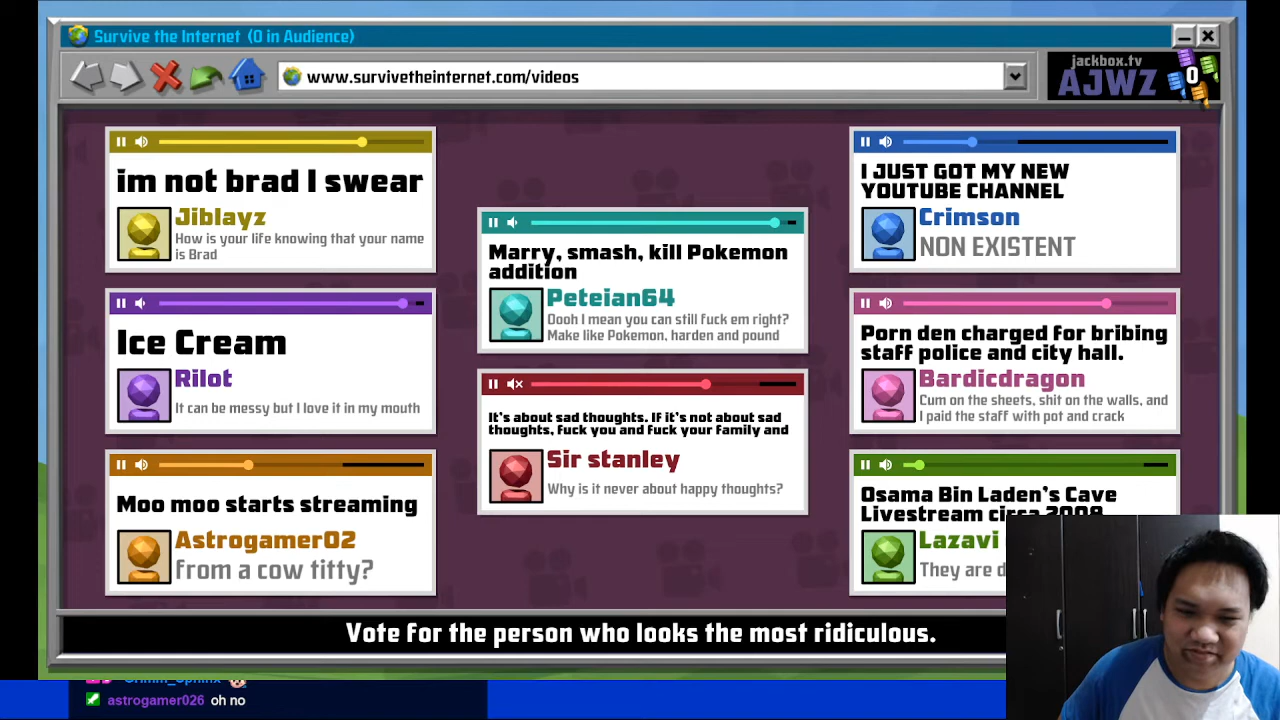 Survive the Internet (0 in Audience)
www.survivetheinternet.com/videos
jackbox.tv
AJWZ
0
im not brad I swear
Jiblayz
How is your life knowing that your name
is Brad
Ice Cream
Rilot
It can be messy but I love it in my mouth
Moo moo starts streaming
Astrogamer02
from a cow titty?
Marry, smash, kill Pokemon
addition
Peteian64
Oooh I mean you can still fuck em right?
Make like Pokemon, harden and pound
It's about sad thoughts. If it's not about sad
thoughts, fuck you and fuck your family and
Sir stanley
Why is it never about happy thoughts?
I JUST GOT MY NEW
YOUTUBE CHANNEL
Crimson
NON EXISTENT
Porn den charged for bribing
staff police and city hall.
Bardicdragon
Cum on the sheets, shit on the walls, and
I paid the staff with pot and crack
Osama Bin Laden's Cave
Livestream circa 2008
Lazavi
They are
Vote for the person who looks the most ridiculous.
astrogamer026 oh no